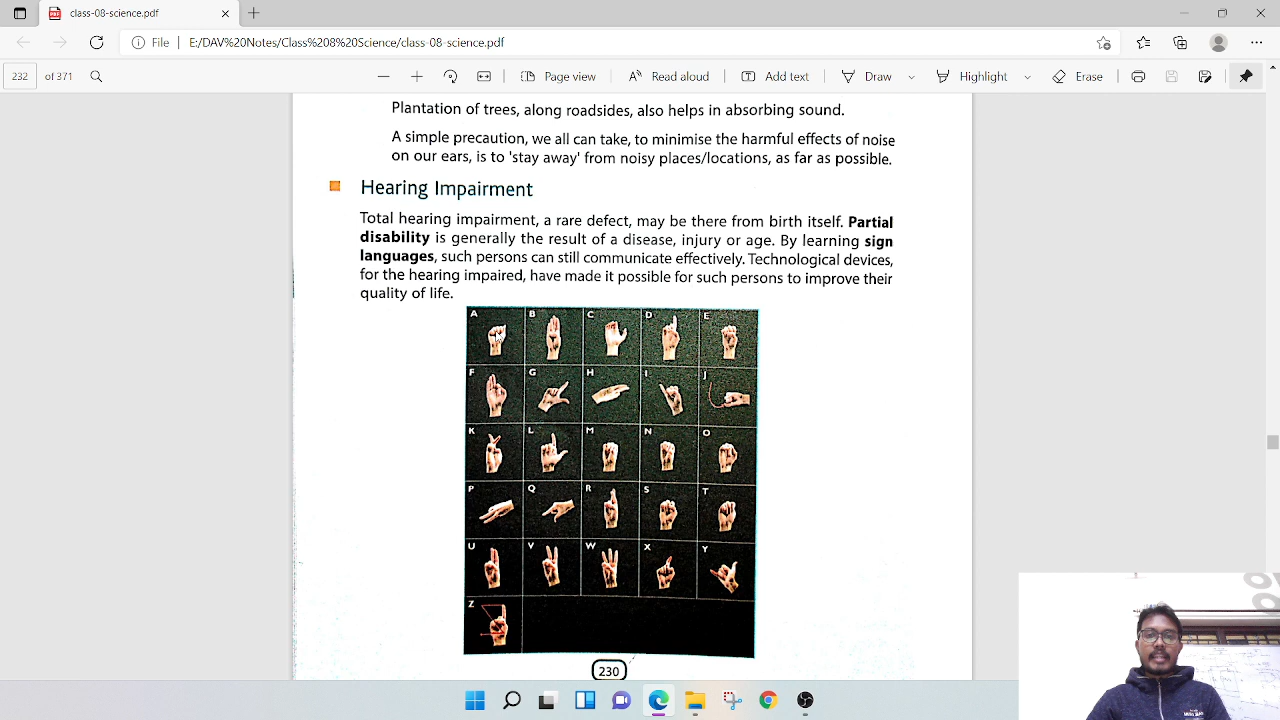 class-08-science.pdf
File | E:/DAV%20Notes/Class%208%20Science/class-08-science.pdf
232 of 371 Page view Read aloud Add text Draw Highlight Erase
Plantation of trees, along roadsides, also helps in absorbing sound.
A simple precaution, we all can take, to minimise the harmful effects of noise
on our ears, is to 'stay away' from noisy places/locations, as far as possible.
Hearing Impairment
Total hearing impairment, a rare defect, may be there from birth itself. Partial
disability is generally the result of a disease, injury or age. By learning sign
languages, such persons can still communicate effectively. Technological devices,
for the hearing impaired, have made it possible for such persons to improve their
quality of life.
A B C D E
F G H I J
K L M N O
P Q R S T
U V W X Y
Z
230